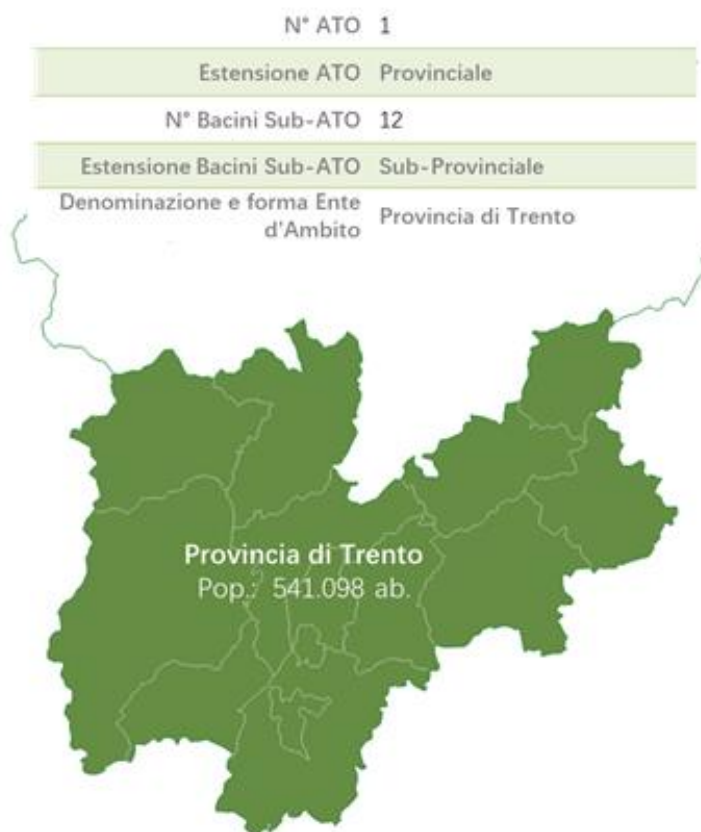 N° ATO 1
Estensione ATO Provinciale
N° Bacini Sub-ATO 12
Estensione Bacini Sub-ATO Sub-Provinciale
Denominazione e forma Ente
d'Ambito Provincia di Trento
Provincia di Trento
Pop.: 541.098 ab.